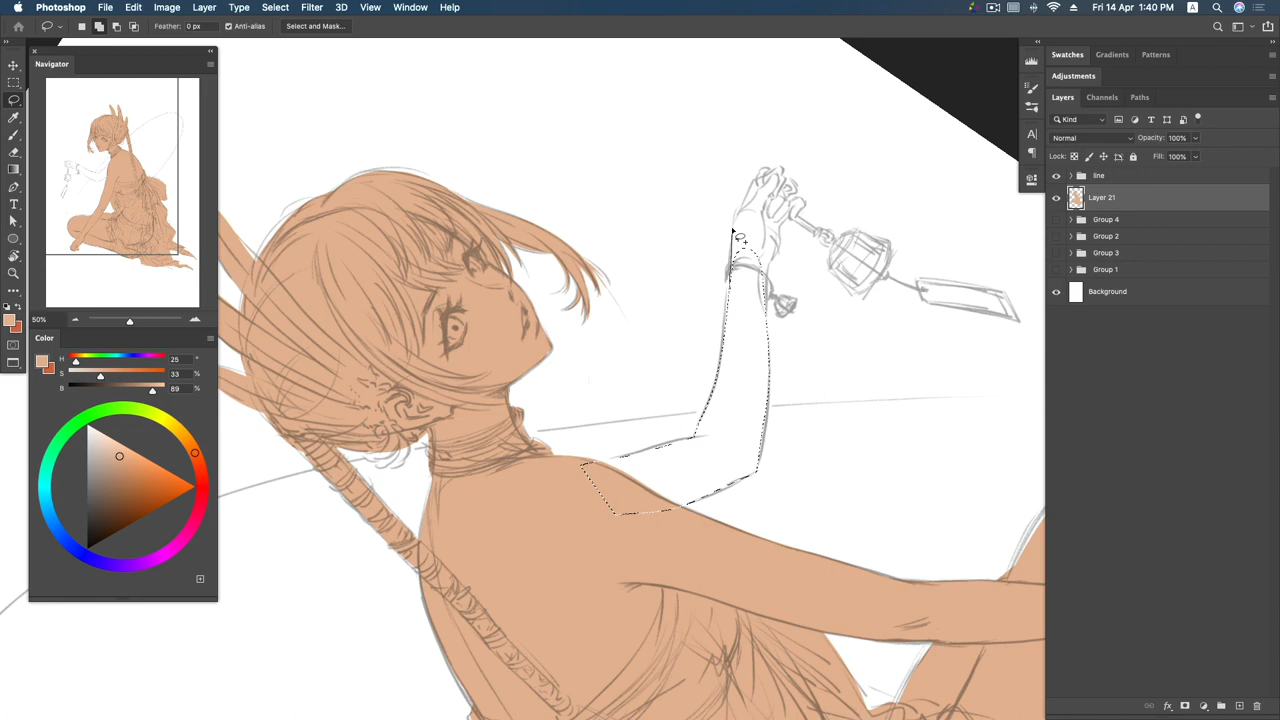 Photoshop File Edit Image Layer Type Select Filter 3D View Window Help
A Fri 14 Apr 1:40 PM
Feather: 0 px Anti-alias Select and Mask...
Navigator
50%
Color
H 25 °
S 33 %
B 89 %
Swatches Gradients Patterns
Adjustments
Layers Channels Paths
Kind
Normal Opacity: 100%
Lock: Fill: 100%
line
Layer 21
Group 4
Group 2
Group 3
Group 1
Background